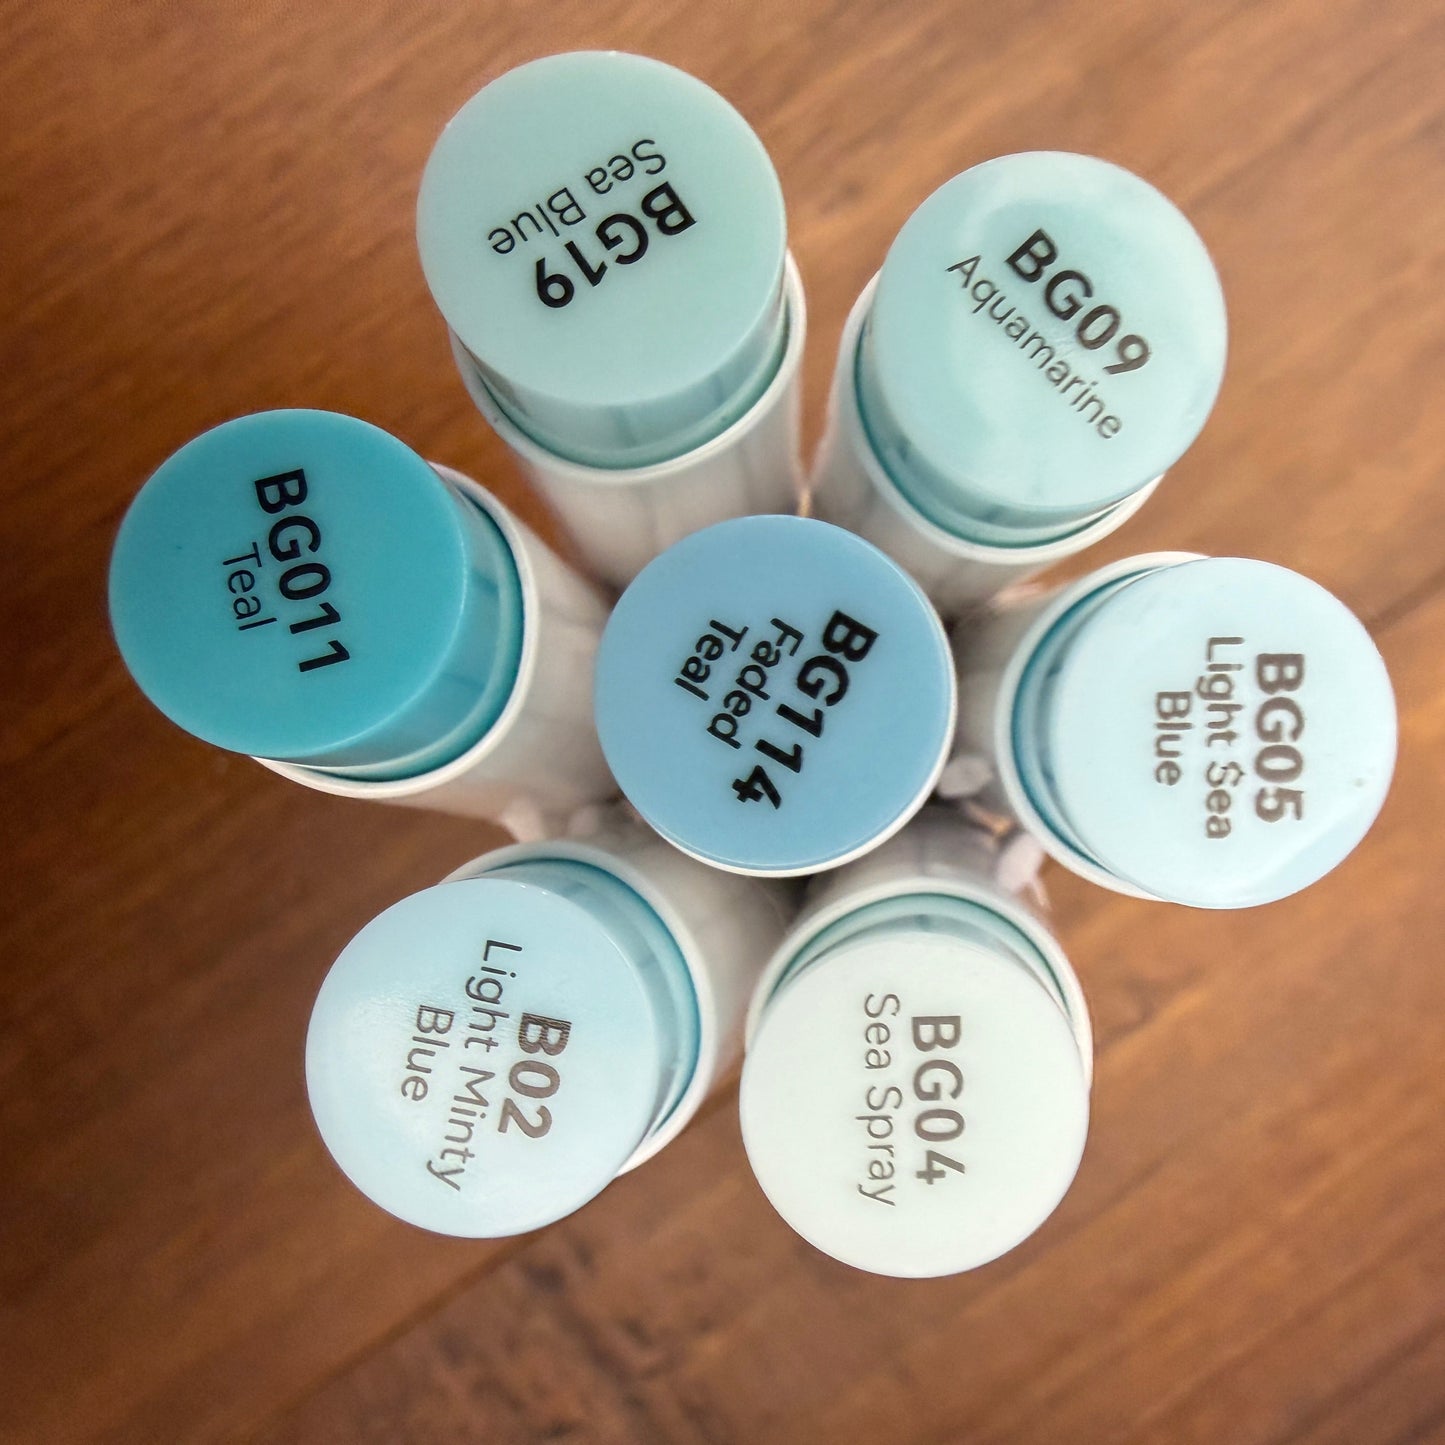 BG19
Sea Blue
BG09
Aquamarine
BG011
Teal
BG114
Faded
Teal
BG05
Light Sea
Blue
B02
Light Minty
Blue
BG04
Sea Spray